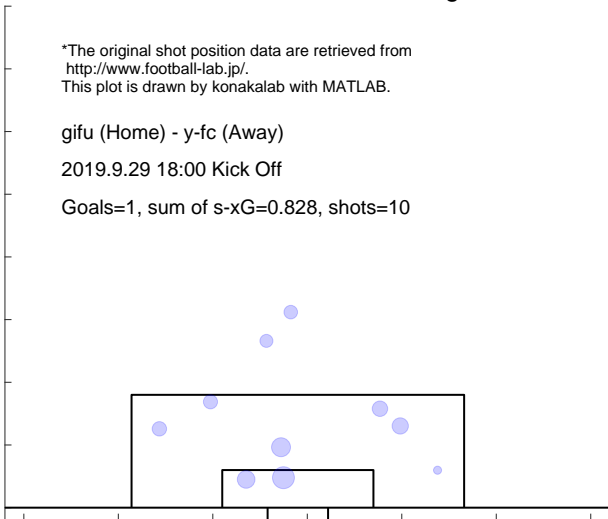 *The original shot position data are retrieved from
http://www.football-lab.jp/.
This plot is drawn by konakalab with MATLAB.
gifu (Home) - y-fc (Away)
2019.9.29 18:00 Kick Off
Goals=1, sum of s-xG=0.828, shots=10